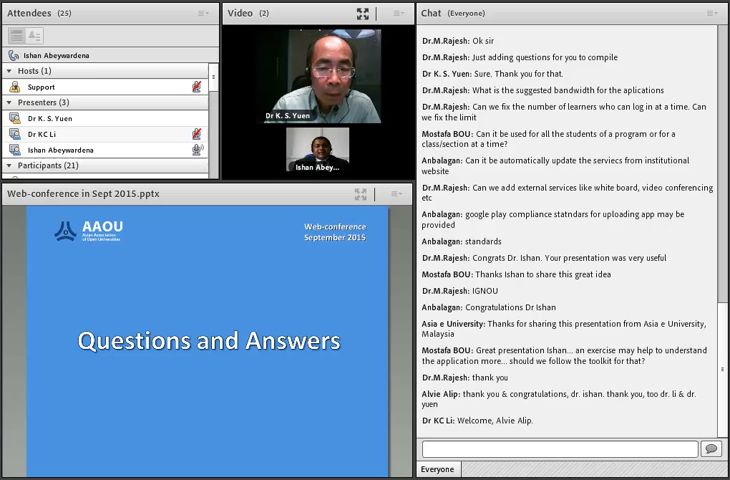 Attendees (25)
Ishan Abeywardena
Hosts (1)
Support
Presenters (3)
Dr K. S. Yuen
Dr KC Li
Ishan Abeywardena
Participants (21)
Video (2)
Dr K. S. Yuen
Ishan Abey...
Web-conference in Sept 2015.pptx
AAOU
Asian Association
of Open Universities
Web-conference
September 2015
Questions and Answers
Chat (Everyone)
Dr.M.Rajesh: Ok sir
Dr.M.Rajesh: Just adding questions for you to compile
Dr K. S. Yuen: Sure. Thank you for that.
Dr.M.Rajesh: What is the suggested bandwidth for the aplications
Dr.M.Rajesh: Can we fix the number of learners who can log in at a time. Can
we fix the limit
Mostafa BOU: Can it be used for all the students of a program or for a
class/section at a time?
Anbalagan: Can it be automatically update the serviecs from institutional
website
Dr.M.Rajesh: Can we add external services like white board, video conferencing
etc
Anbalagan: google play compliance statndars for uploading app may be
provided
Anbalagan: standards
Dr.M.Rajesh: Congrats Dr. Ishan. Your presentation was very useful
Mostafa BOU: Thanks Ishan to share this great idea
Dr.M.Rajesh: IGNOU
Anbalagan: Congratulations Dr Ishan
Asia e University: Thanks for sharing this presentation from Asia e University,
Malaysia
Mostafa BOU: Great presentation Ishan... an exercise may help to understand
the application more... should we follow the toolkit for that?
Dr.M.Rajesh: thank you
Alvie Alip: thank you & congratulations, dr. ishan. thank you, too dr. li & dr.
yuen
Dr KC Li: Welcome, Alvie Alip.
Everyone